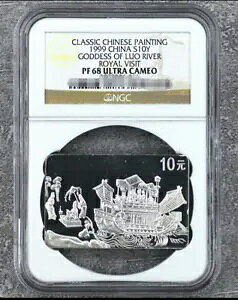 CLASSIC CHINESE PAINTING
1999 CHINA S10Y
GODDESS OF LUO RIVER
ROYAL VISIT
PF 68 ULTRA CAMEO
NGC
10元